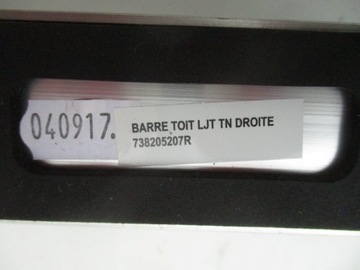 040917.
BARRE TOIT LJT TN DROITE
738205207R